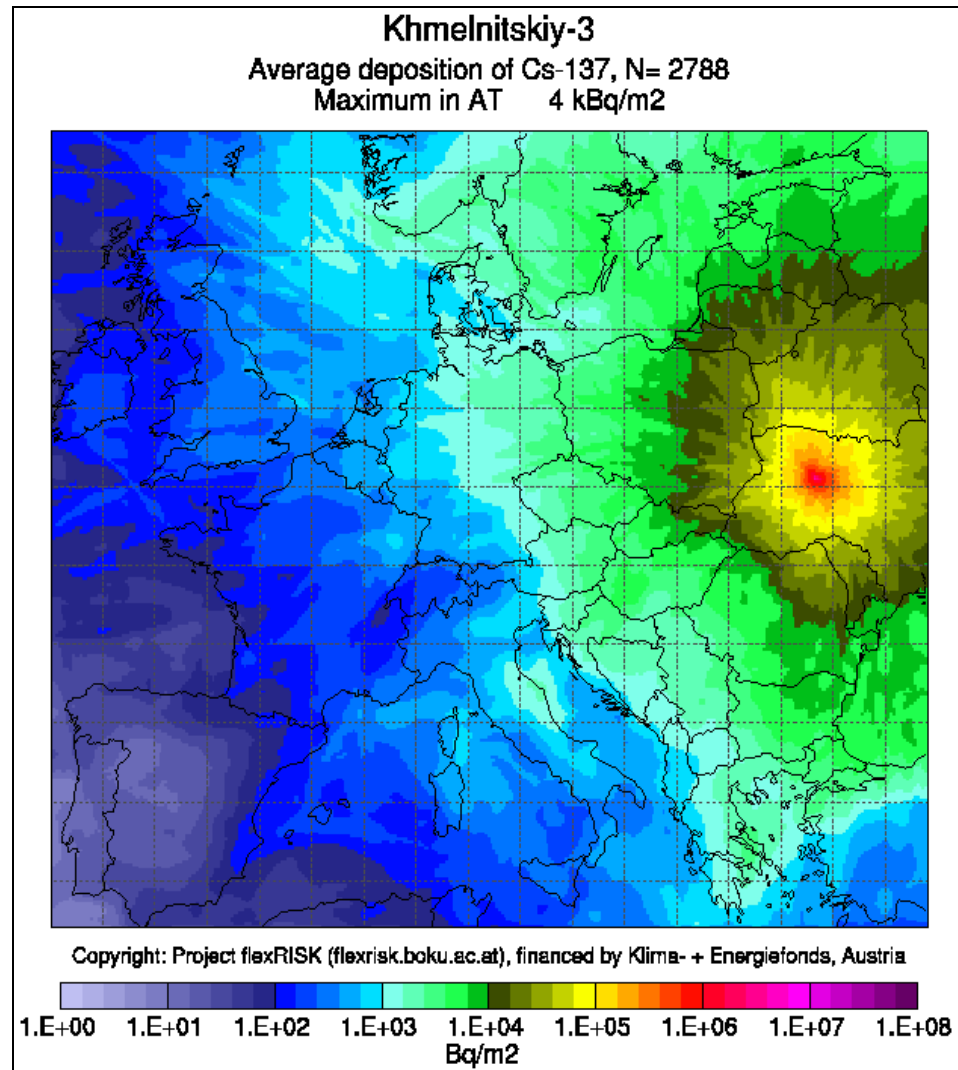 Khmelnitskiy-3
Average deposition of Cs-137, N= 2788
Maximum in AT 4 kBq/m2
Copyright: Project flexRISK (flexrisk.boku.ac.at), financed by Klima- + Energiefonds, Austria
1.E+00 1.E+01 1.E+02 1.E+03 1.E+04 1.E+05 1.E+06 1.E+07 1.E+08
Bq/m2